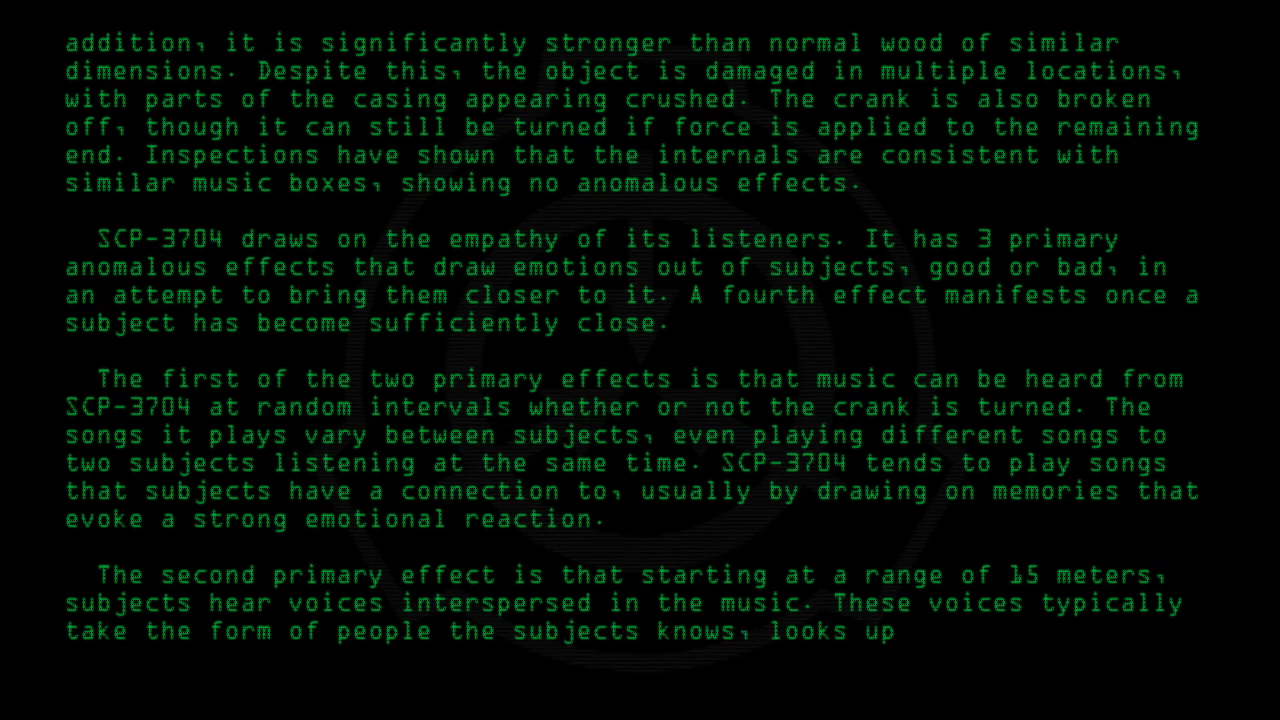 addition, it is significantly stronger than normal wood of similar
dimensions. Despite this, the object is damaged in multiple locations,
with parts of the casing appearing crushed. The crank is also broken
off, though it can still be turned if force is applied to the remaining
end. Inspections have shown that the internals are consistent with
similar music boxes, showing no anomalous effects.
SCP-3704 draws on the empathy of its listeners. It has 3 primary
anomalous effects that draw emotions out of subjects, good or bad, in
an attempt to bring them closer to it. A fourth effect manifests once a
subject has become sufficiently close.
The first of the two primary effects is that music can be heard from
SCP-3704 at random intervals whether or not the crank is turned. The
songs it plays vary between subjects, even playing different songs to
two subjects listening at the same time. SCP-3704 tends to play songs
that subjects have a connection to, usually by drawing on memories that
evoke a strong emotional reaction.
The second primary effect is that starting at a range of 15 meters,
subjects hear voices interspersed in the music. These voices typically
take the form of people the subjects knows, looks up